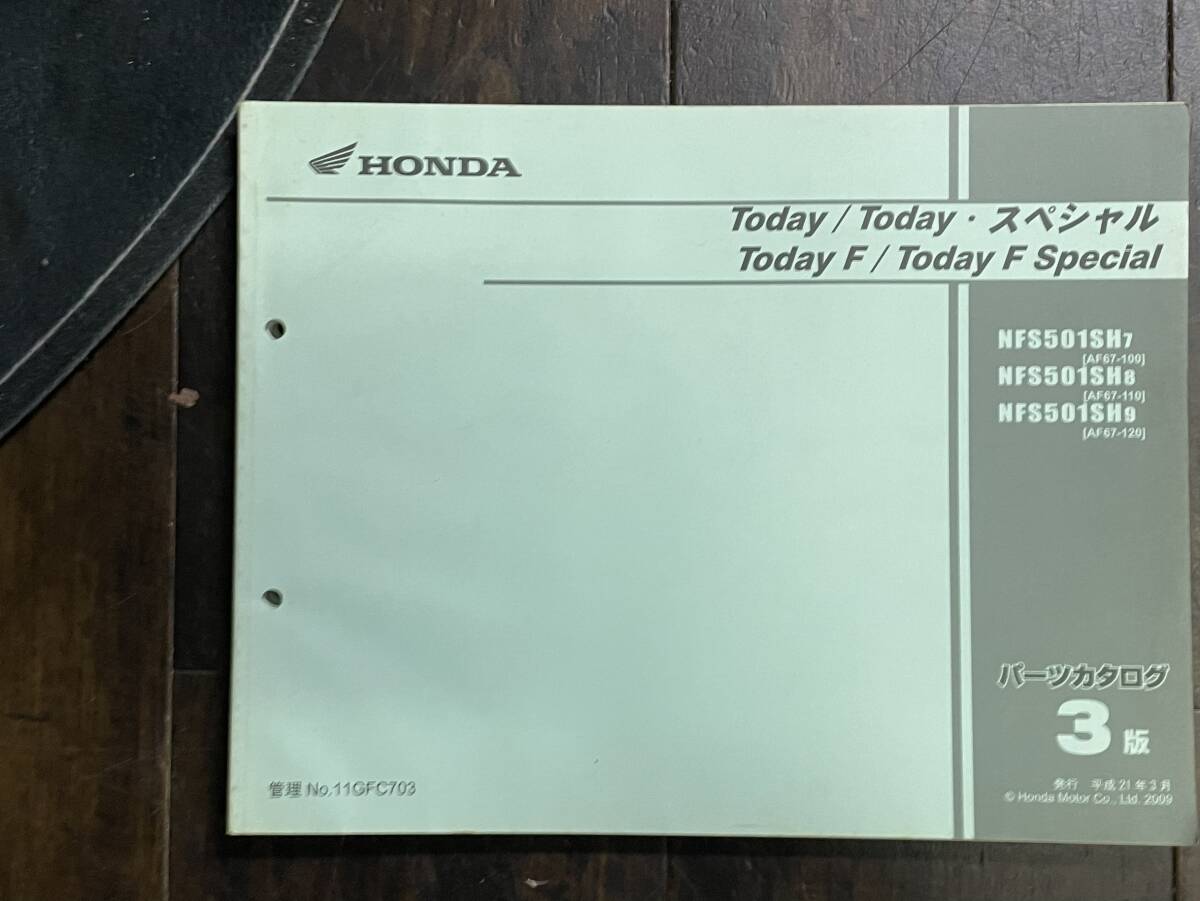 HONDA
Today / Today・スペシャル
Today F / Today F Special
NFS501SH7
[AF67-100]
NFS501SH8
[AF67-110]
NFS501SH9
[AF67-120]
パーツカタログ
3版
管理 No.11GFC703
発行 平成21年3月
© Honda Motor Co., Ltd. 2009